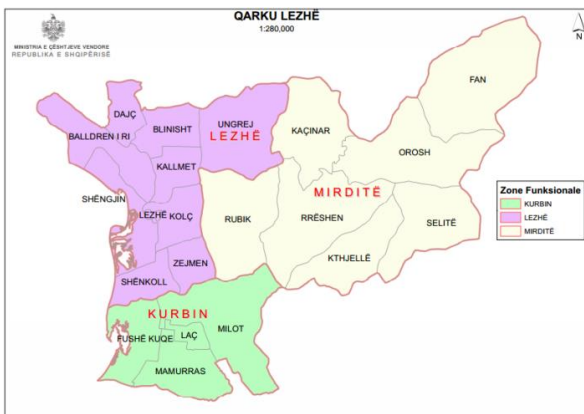 QARKU LEZHË
1:280,000
MINISTRIA E ÇËSHTJEVE VENDORE
REPUBLIKA E SHQIPËRISË
N
FAN
DAJÇ
BALLDREN I RI
BLINISHT
UNGREJ
LEZHË
KAÇINAR
OROSH
KALLMET
MIRDITË
SHËNGJIN
LEZHË
KOLÇ
RUBIK
RRËSHEN
SELITË
KTHJELLË
ZEJMEN
SHËNKOLL
KURBIN
FUSHË KUQE
LAÇ
MILOT
MAMURRAS
Zone Funksionale
KURBIN
LEZHË
MIRDITË